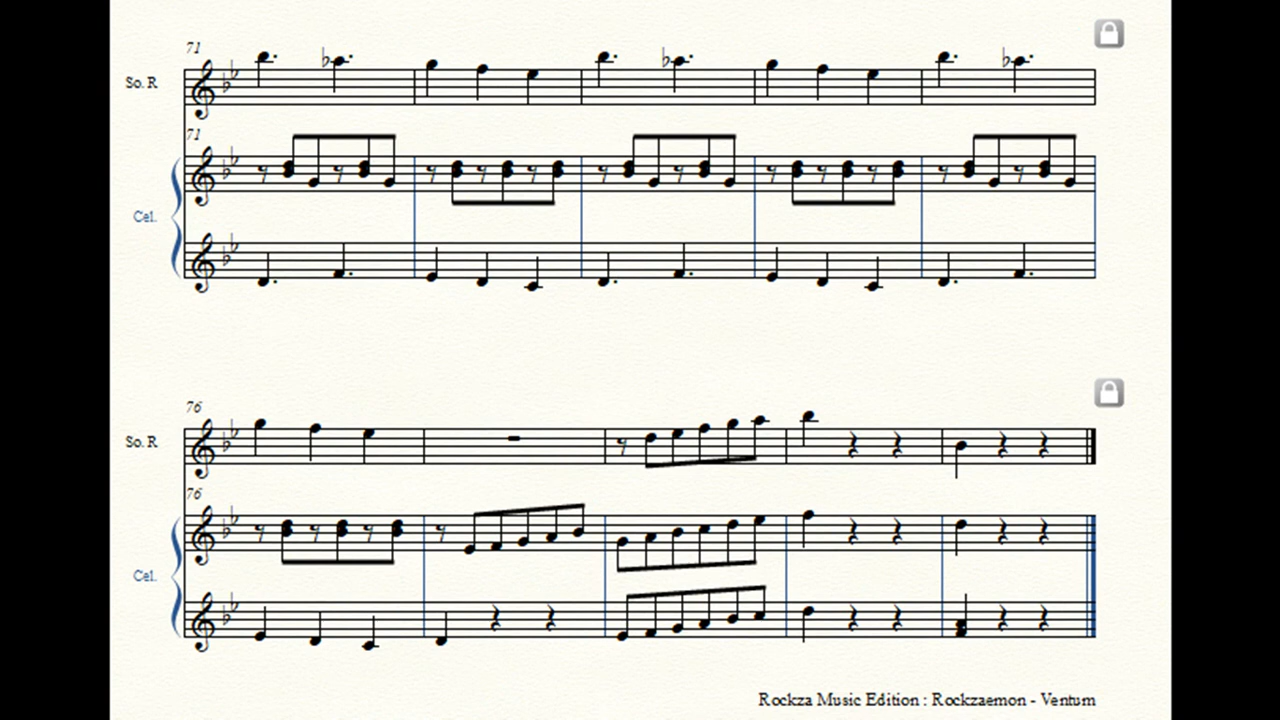 71
So. R
71
Cel.
76
So. R
76
Cel.
Rockza Music Edition : Rockzaemon - Ventum